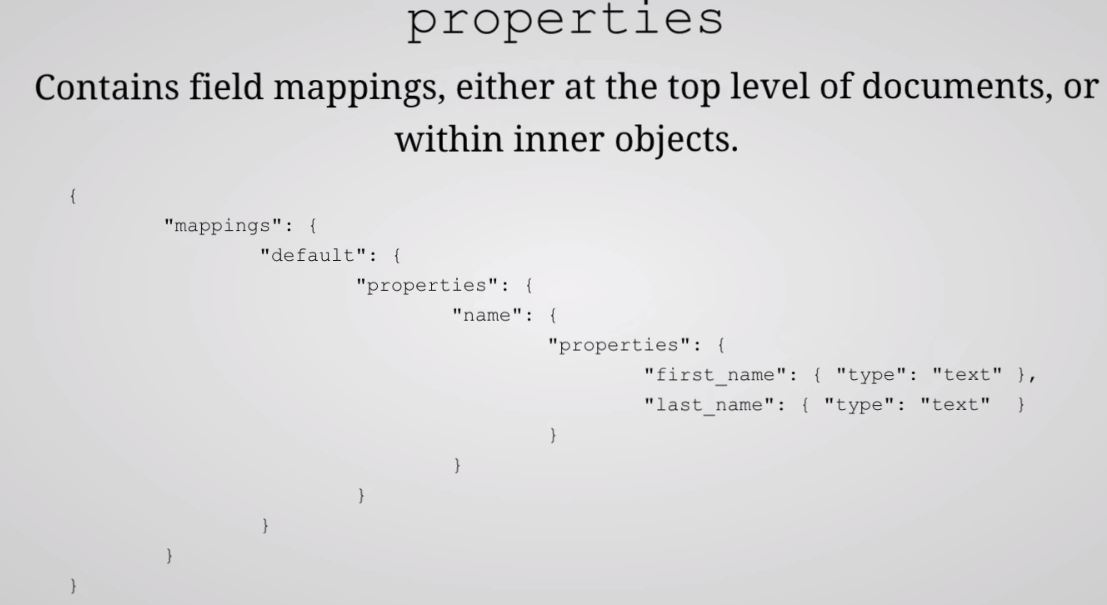 properties
Contains field mappings, either at the top level of documents, or
within inner objects.
{
"mappings": {
"default": {
"properties": {
"name": {
"properties": {
"first_name": { "type": "text" },
"last_name": { "type": "text"  }
}
}
}
}
}
}